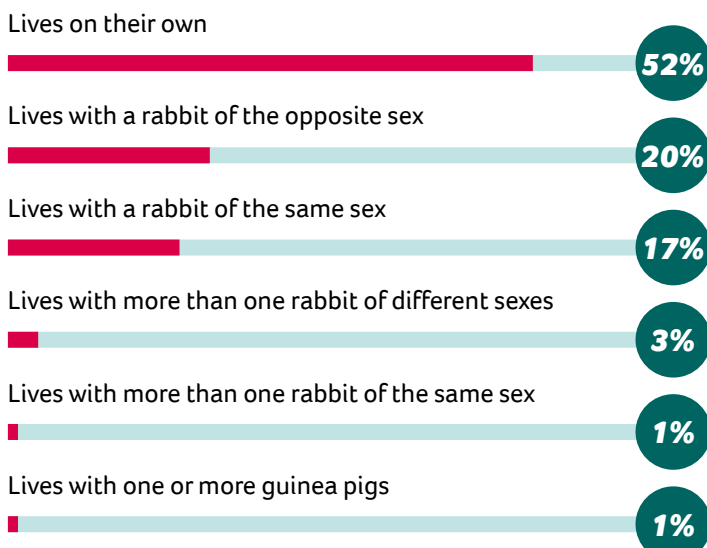 Lives on their own
52%
Lives with a rabbit of the opposite sex
20%
Lives with a rabbit of the same sex
17%
Lives with more than one rabbit of different sexes
3%
Lives with more than one rabbit of the same sex
1%
Lives with one or more guinea pigs
1%